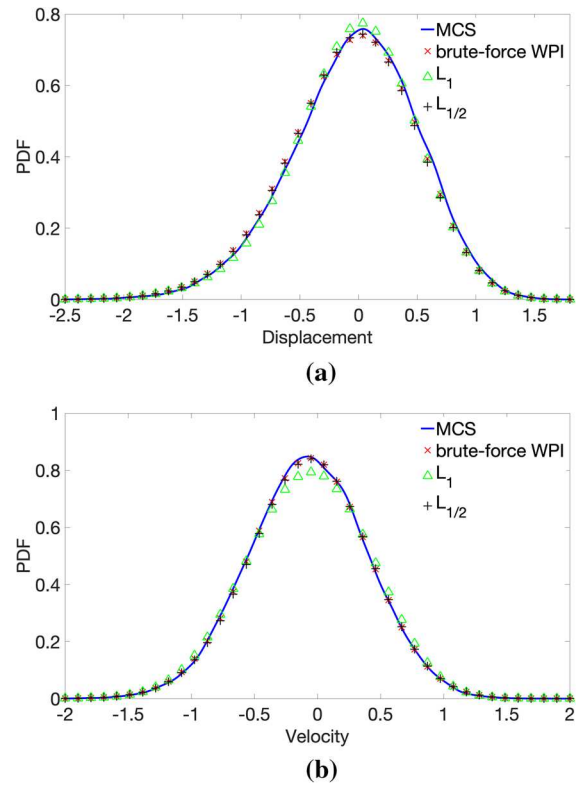 0.8
0.6
0.4
0.2
0
PDF
MCS
brute-force WPI
L1
L1/2
-2.5 -2 -1.5 -1 -0.5 0 0.5 1 1.5
Displacement
(a)
1
0.8
0.6
0.4
0.2
0
PDF
MCS
brute-force WPI
L1
L1/2
-2 -1.5 -1 -0.5 0 0.5 1 1.5 2
Velocity
(b)